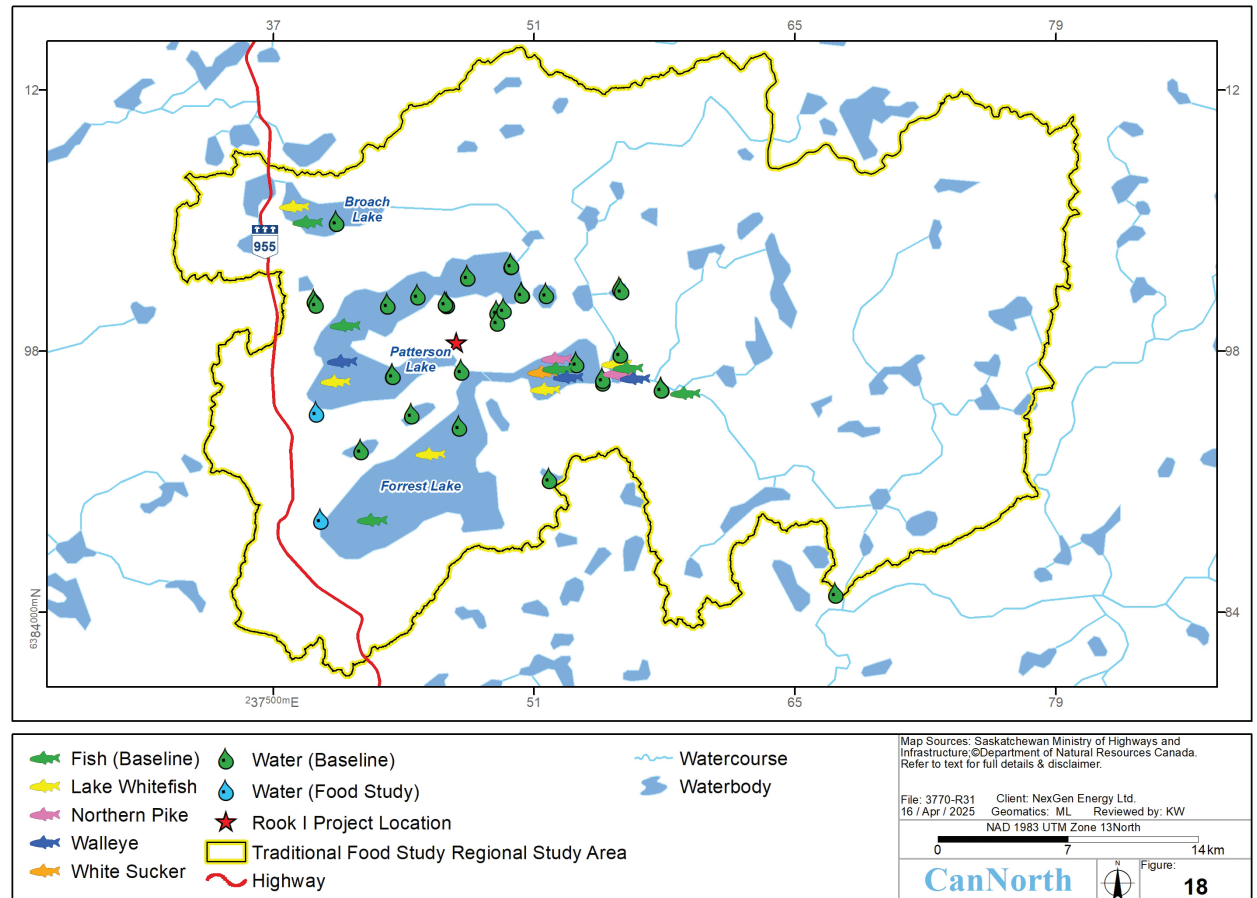 37 51 65 79
12 12
Broach
Lake
955
98 98
Patterson
Lake
Forrest Lake
6384000mN 84
237500mE 51 65 79
Fish (Baseline)
Lake Whitefish
Northern Pike
Walleye
White Sucker
Water (Baseline)
Water (Food Study)
Rook I Project Location
Traditional Food Study Regional Study Area
Highway
Watercourse
Waterbody
Map Sources: Saskatchewan Ministry of Highways and
Infrastructure;©Department of Natural Resources Canada.
Refer to text for full details & disclaimer.
File: 3770-R31 Client: NexGen Energy Ltd.
16 / Apr / 2025 Geomatics: ML Reviewed by: KW
NAD 1983 UTM Zone 13North
0 7 14km
CanNorth
N
Figure:
18